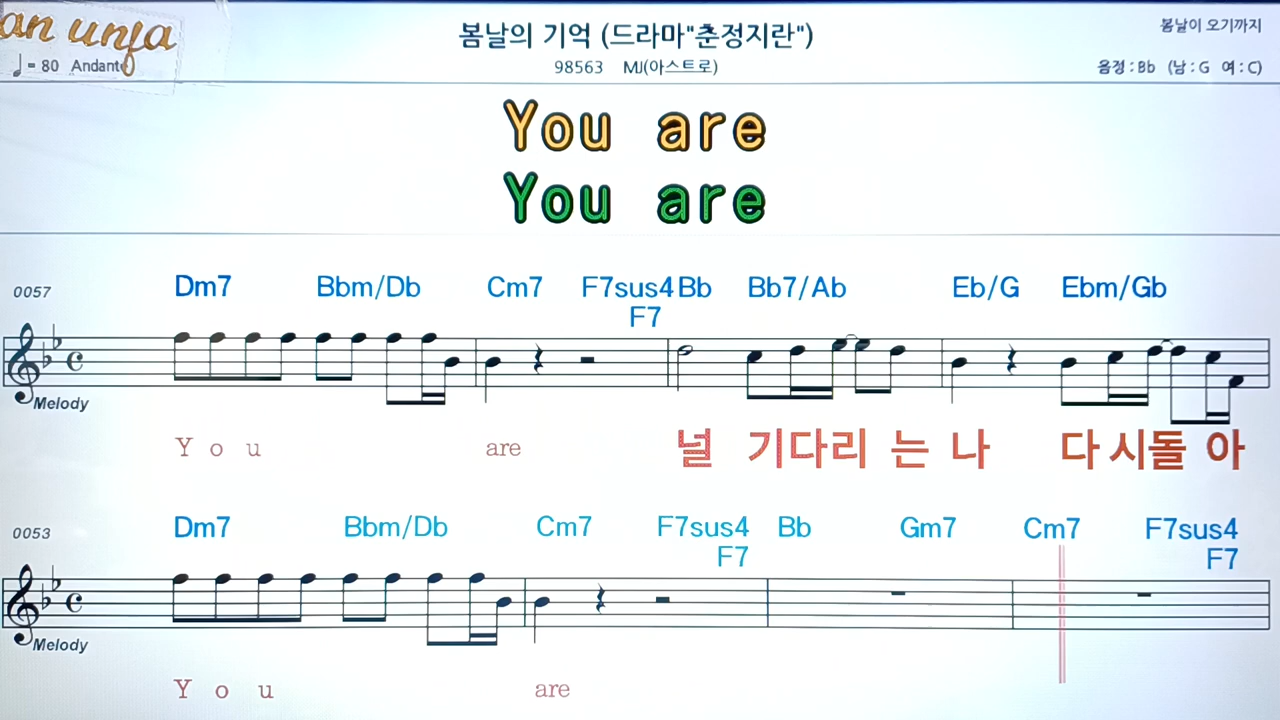 an unfa
봄날의 기억 (드라마"춘정지란")
봄날이 오기까지
♩= 80 Andante
98563 MJ(아스트로)
음정 : Bb (남 : G 여 : C)
You are
You are
0057 Dm7 Bbm/Db Cm7 F7sus4 Bb Bb7/Ab Eb/G Ebm/Gb
F7
Melody
Y o u are 널 기다리 는 나 다 시돌 아
0053 Dm7 Bbm/Db Cm7 F7sus4 Bb Gm7 Cm7 F7sus4
F7 F7
Melody
Y o u are